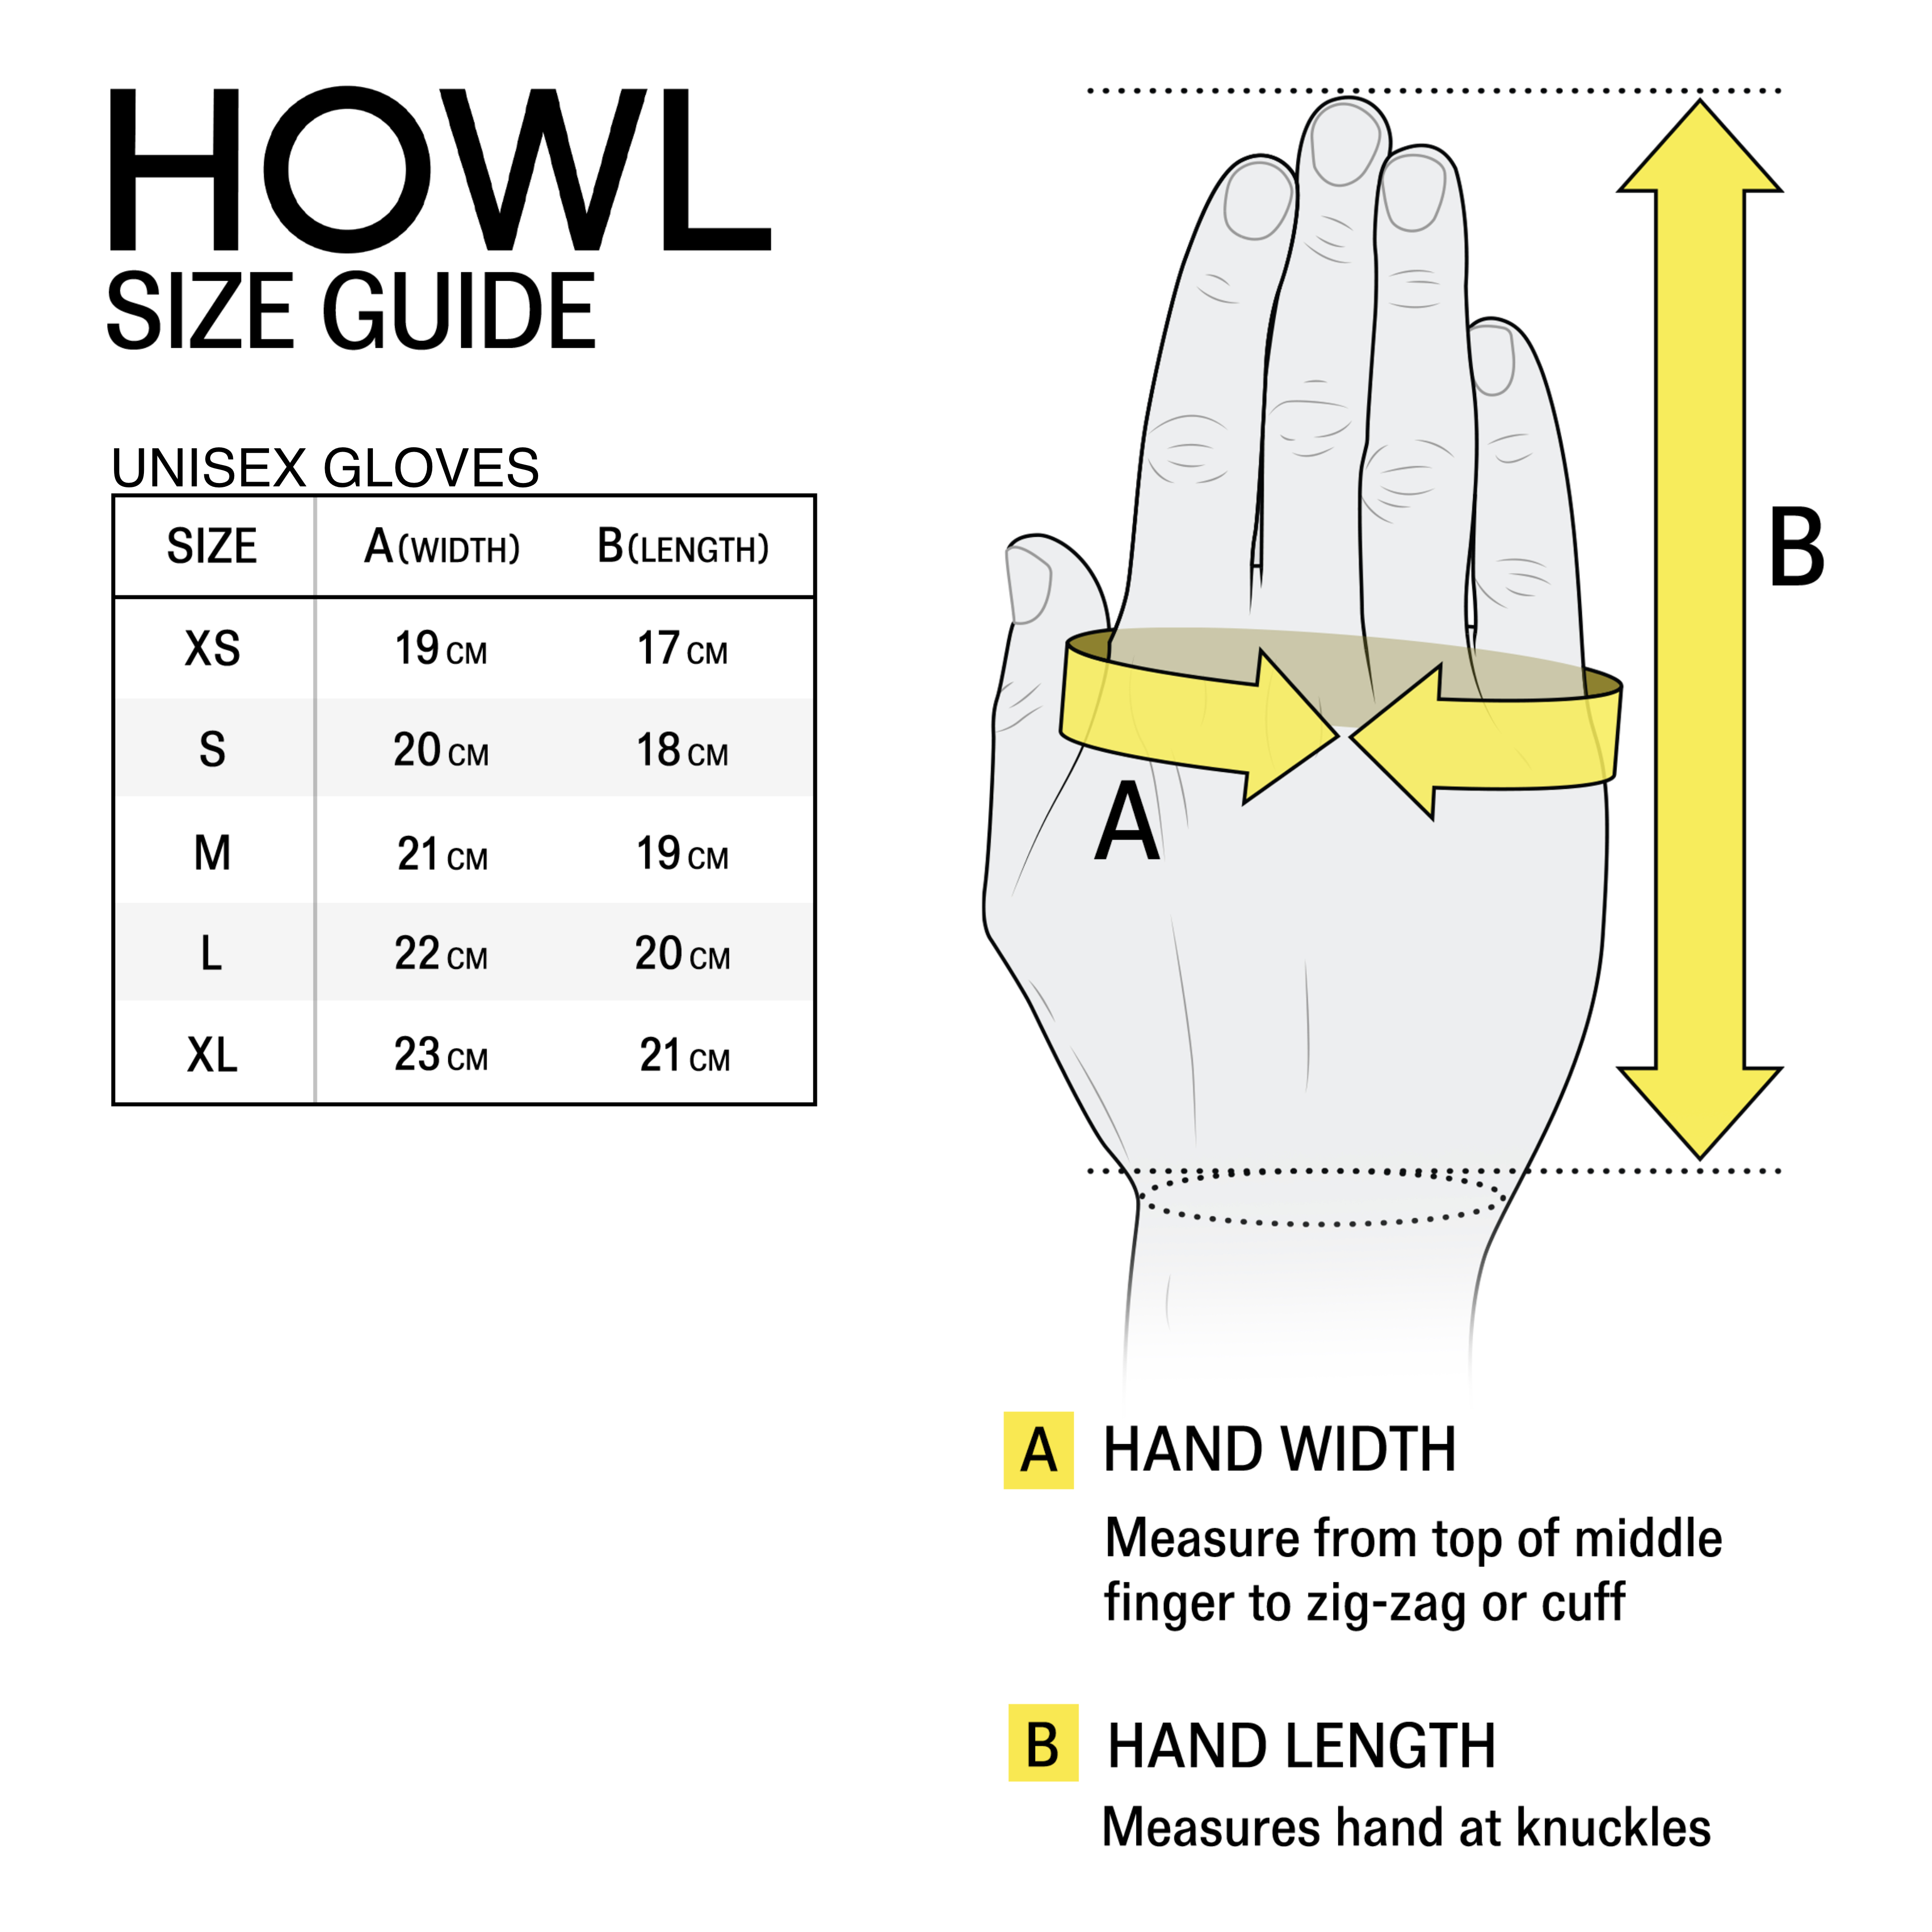 HOWL
SIZE GUIDE
UNISEX GLOVES
SIZE A(WIDTH) B(LENGTH)
XS 19 CM 17 CM
S 20 CM 18 CM
M 21 CM 19 CM
L 22 CM 20 CM
XL 23 CM 21 CM
B
A
A HAND WIDTH
Measure from top of middle
finger to zig-zag or cuff
B HAND LENGTH
Measures hand at knuckles